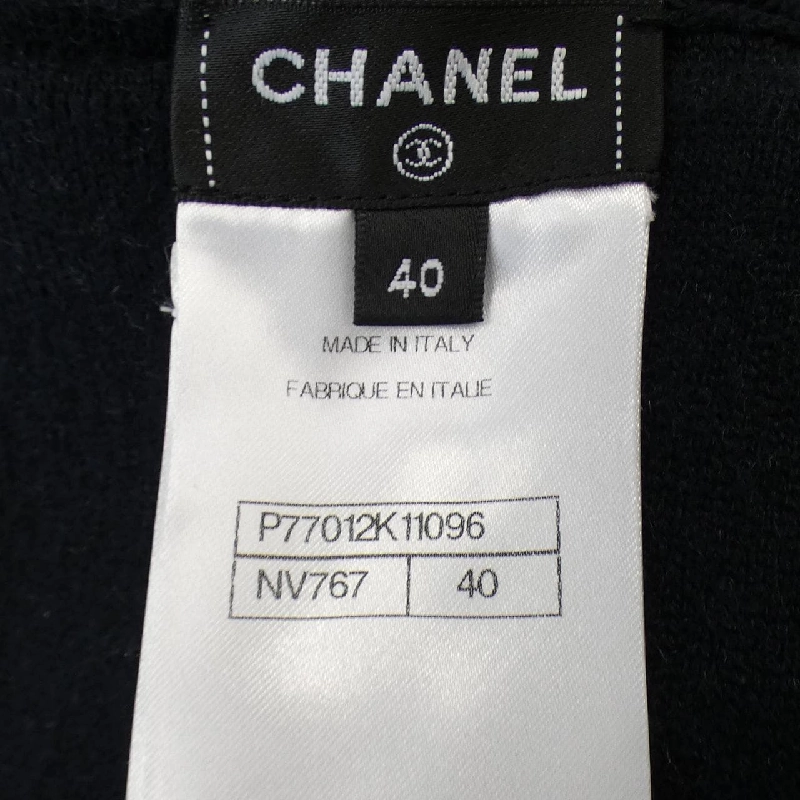 CHANEL
40
MADE IN ITALY
FABRIQUE EN ITALIE
P77012K11096
NV767 40